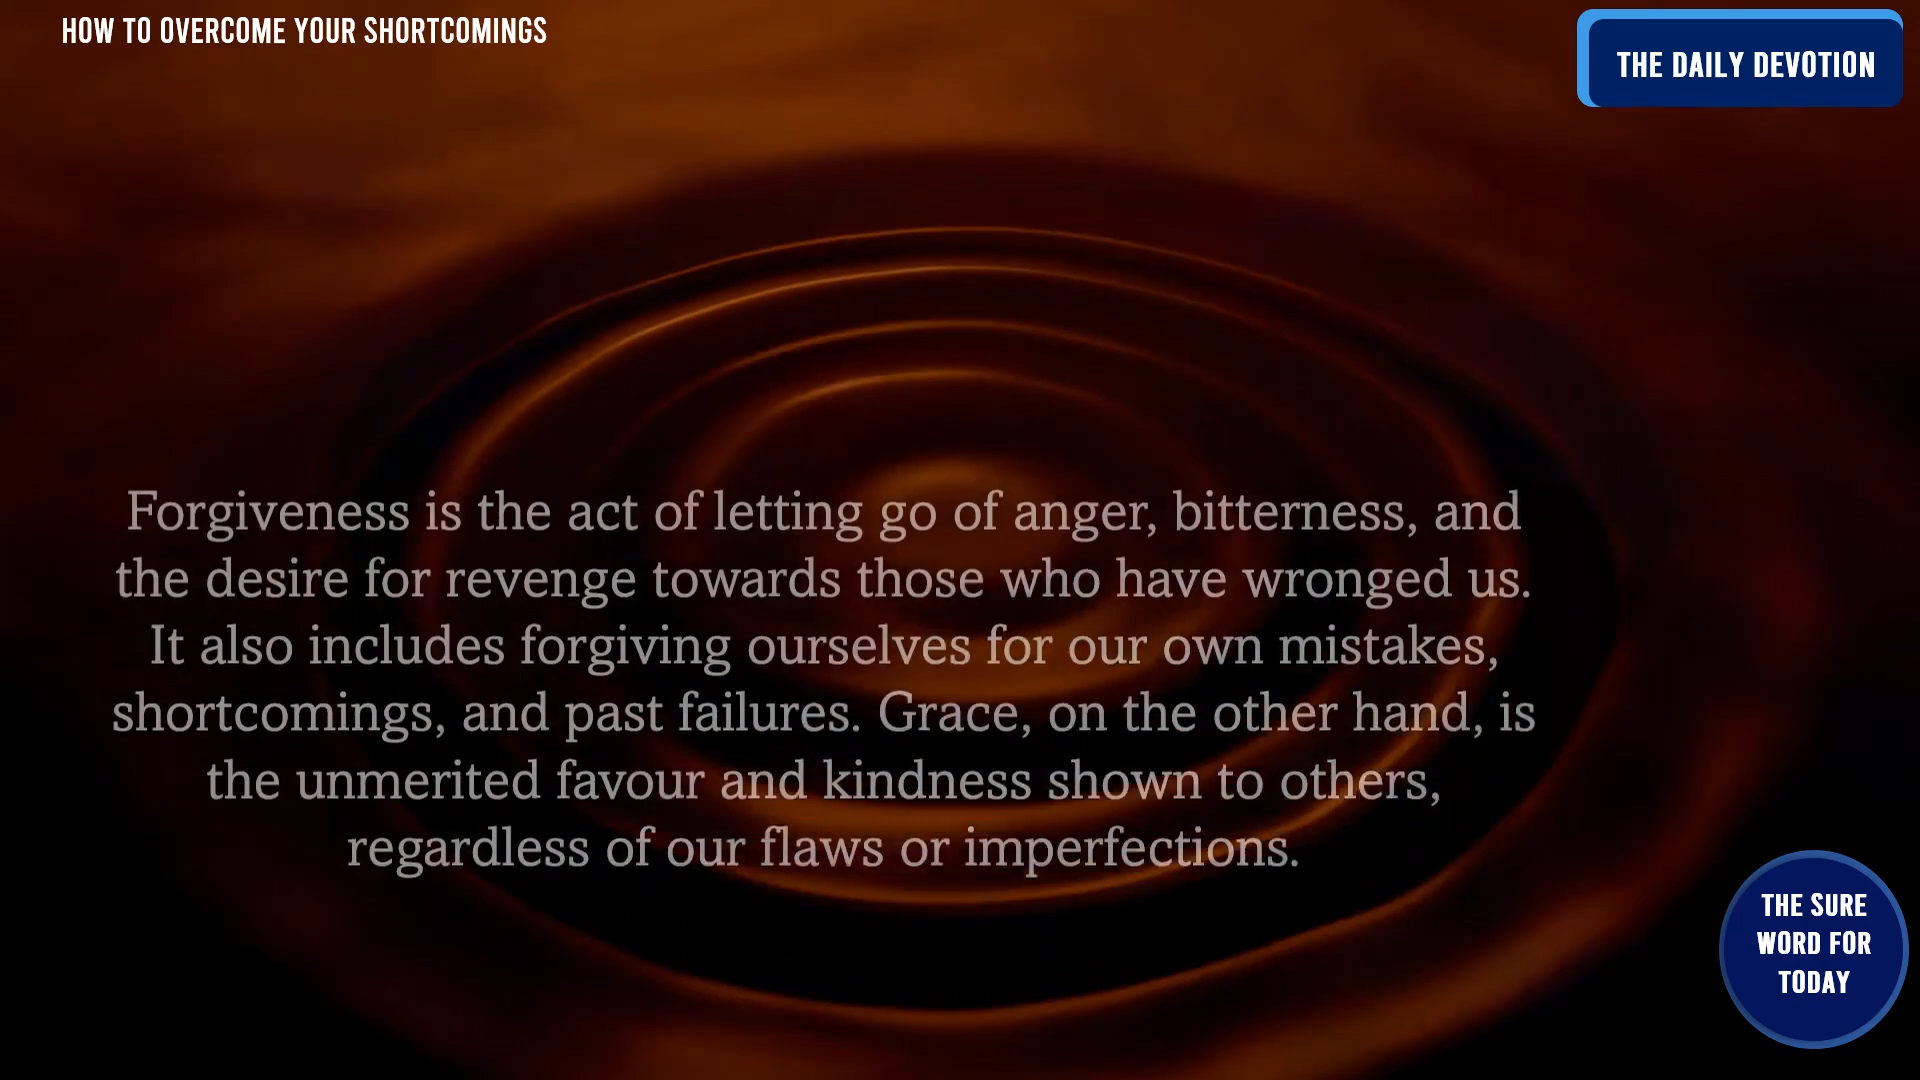 HOW TO OVERCOME YOUR SHORTCOMINGS
THE DAILY DEVOTION
Forgiveness is the act of letting go of anger, bitterness, and
the desire for revenge towards those who have wronged us.
It also includes forgiving ourselves for our own mistakes,
shortcomings, and past failures. Grace, on the other hand, is
the unmerited favour and kindness shown to others,
regardless of our flaws or imperfections.
THE SURE
WORD FOR
TODAY